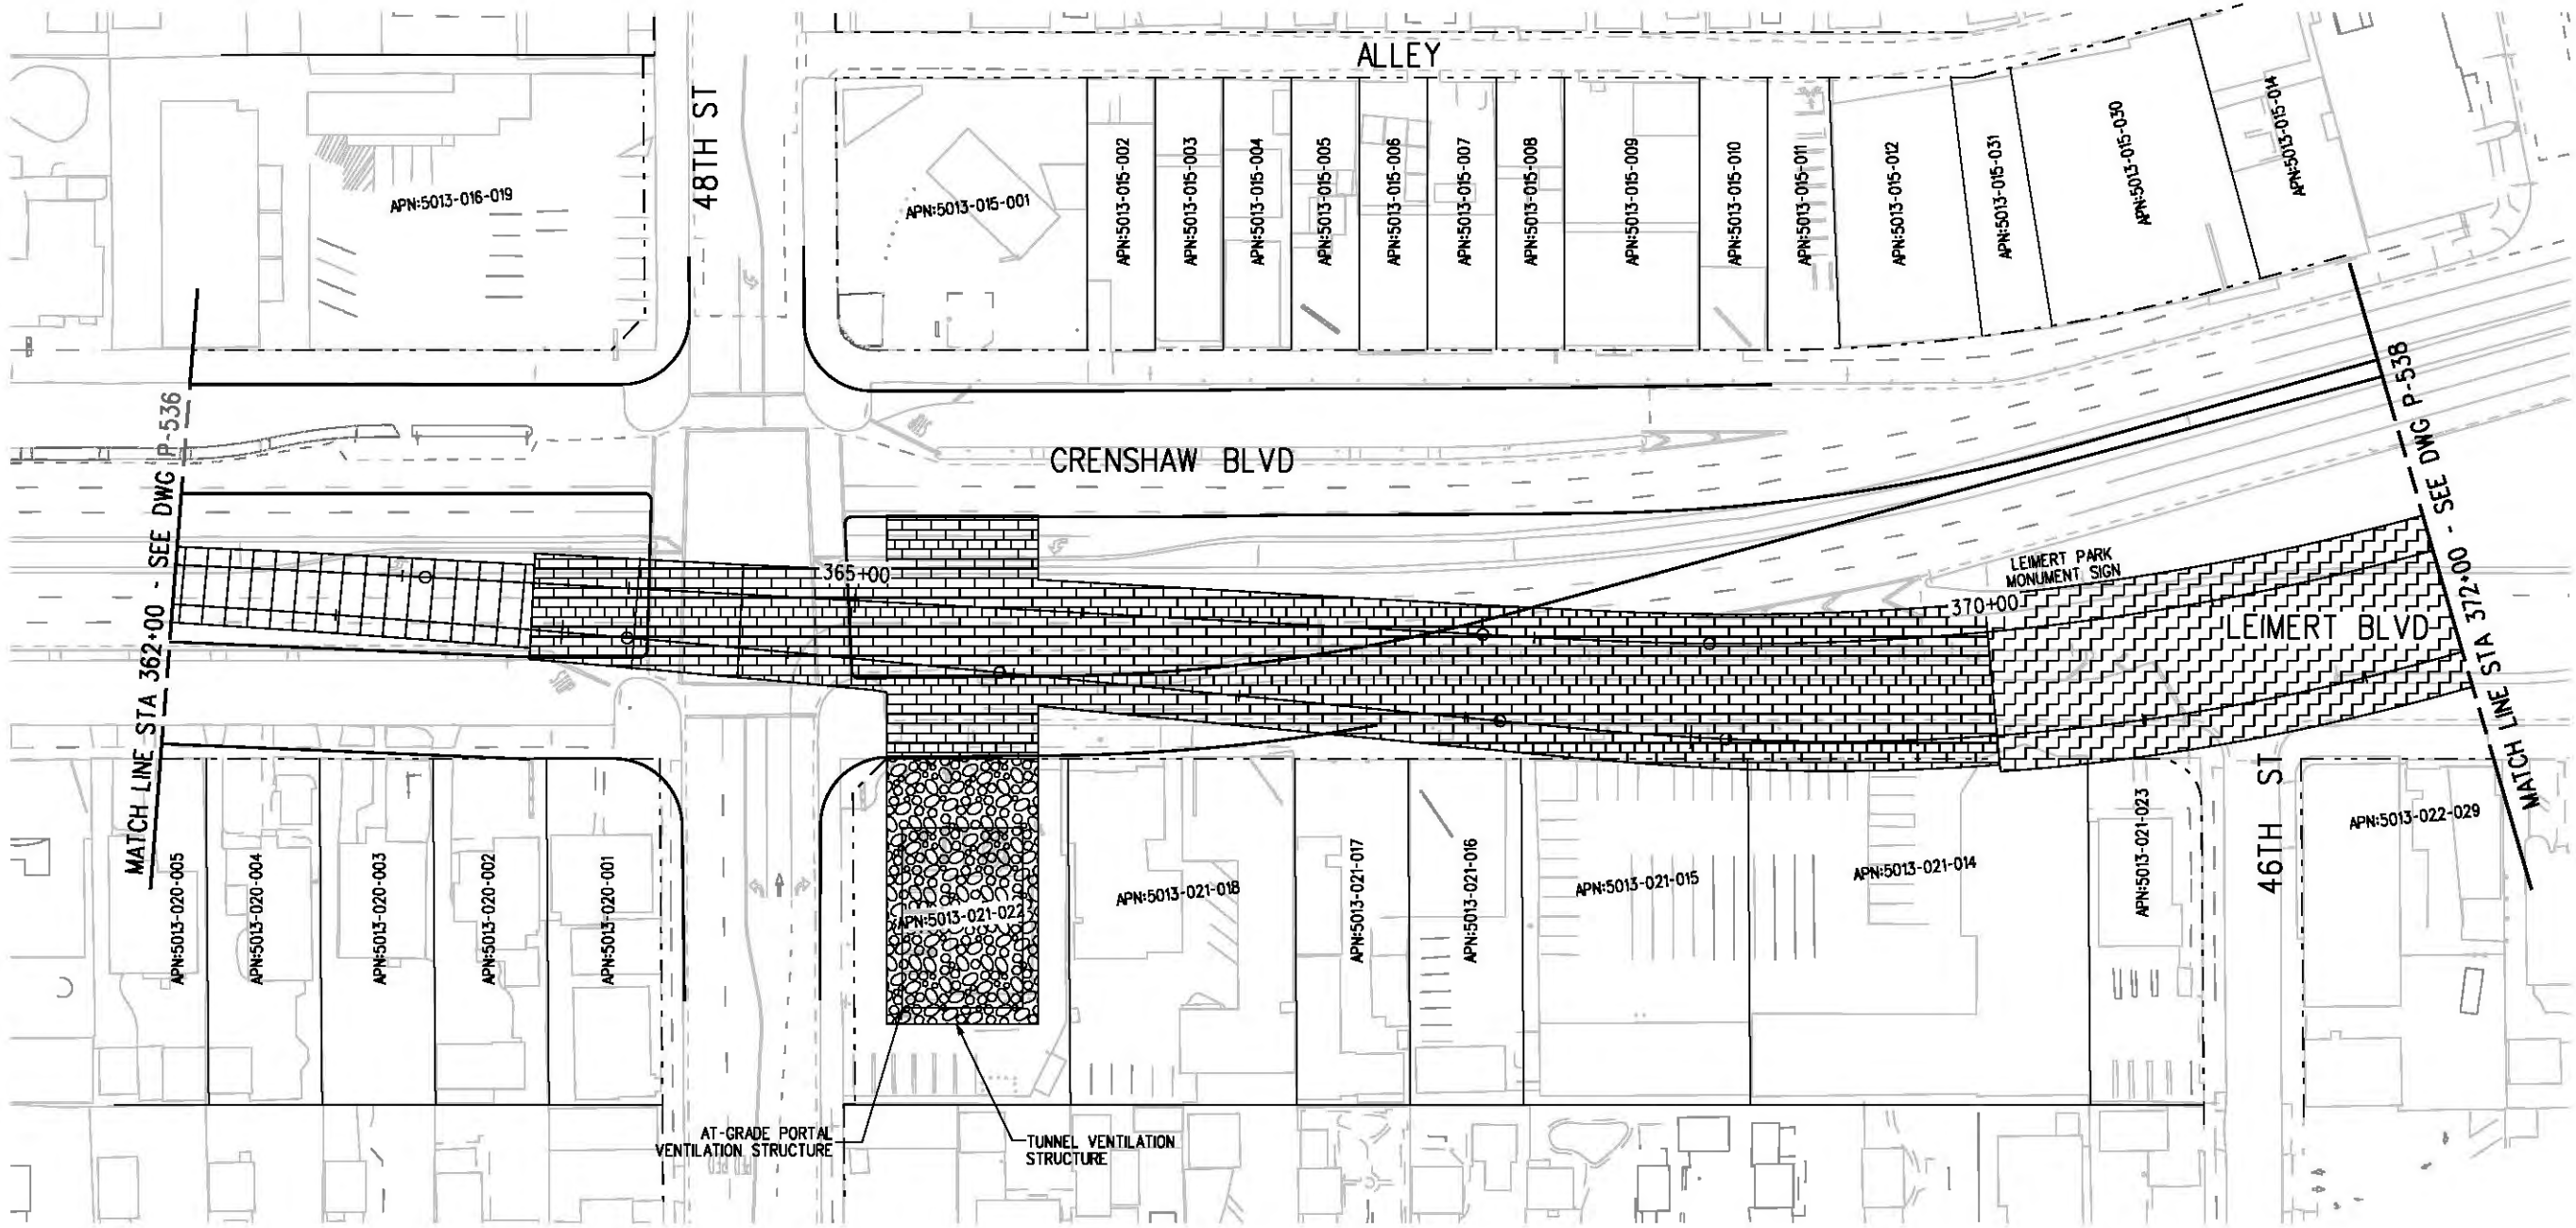 ALLEY
48TH ST
APN:5013-016-019
APN:5013-015-001
APN:5013-015-002
APN:5013-015-003
APN:5013-015-004
APN:5013-015-005
APN:5013-015-006
APN:5013-015-007
APN:5013-015-008
APN:5013-015-009
APN:5013-015-010
APN:5013-015-011
APN:5013-015-012
APN:5013-015-031
APN:5013-015-030
APN:5013-015-014
CRENSHAW BLVD
MATCH LINE STA 362+00 - SEE DWG P-536
MATCH LINE STA 372+00 - SEE DWG P-538
365+00
370+00
LEIMERT PARK
MONUMENT SIGN
LEIMERT BLVD
46TH ST
APN:5013-020-005
APN:5013-020-004
APN:5013-020-003
APN:5013-020-002
APN:5013-020-001
APN:5013-021-022
APN:5013-021-018
APN:5013-021-017
APN:5013-021-016
APN:5013-021-015
APN:5013-021-014
APN:5013-021-023
APN:5013-022-029
AT-GRADE PORTAL
VENTILATION STRUCTURE
TUNNEL VENTILATION
STRUCTURE